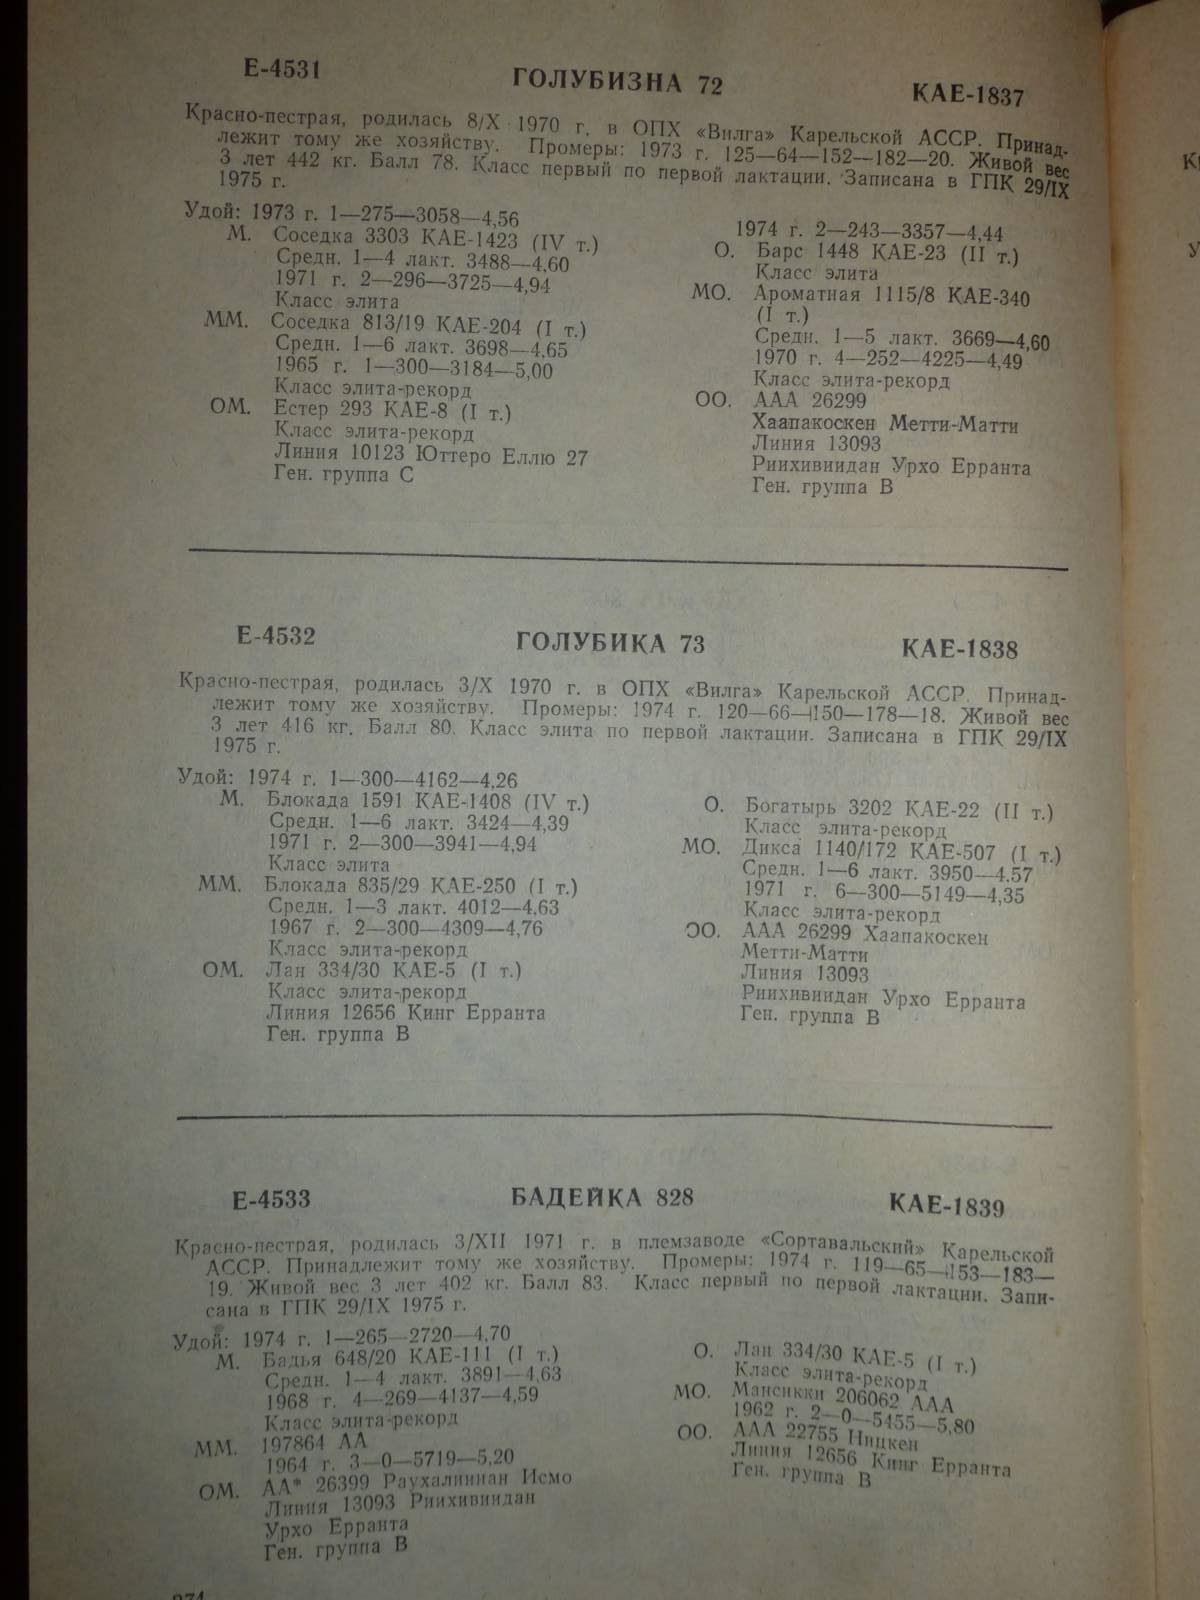 Е-4531 ГОЛУБИЗНА 72 КАЕ-1837
Красно-пестрая, родилась 8/X 1970 г. в ОПХ «Вилга» Карельской АССР. Принад-
лежит тому же хозяйству. Промеры: 1973 г. 125—64—152—182—20. Живой вес
3 лет 442 кг. Балл 78. Класс первый по первой лактации. Записана в ГПК 29/IX
1975 г.
Удой: 1973 г. 1—275—3058—4,56
М. Соседка 3303 КАЕ-1423 (IV т.)
Средн. 1—4 лакт. 3488—4,60
1971 г. 2—296—3725—4,94
Класс элита
ММ. Соседка 813/19 КАЕ-204 (I т.)
Средн. 1—6 лакт. 3698—4,65
1965 г. 1—300—3184—5,00
Класс элита-рекорд
ОМ. Естер 293 КАЕ-8 (I т.)
Класс элита-рекорд
Линия 10123 Юттеро Еллю 27
Ген. группа С
1974 г. 2—243—3357—4,44
О. Барс 1448 КАЕ-23 (II т.)
Класс элита
МО. Ароматная 1115/8 КАЕ-340
(I т.)
Средн. 1—5 лакт. 3669—4,60
1970 г. 4—252—4225—4,49
Класс элита-рекорд
ОО. ААА 26299
Хаапакоскен Метти-Матти
Линия 13093
Риихивиидан Урхо Ерранта
Ген. группа В
Е-4532 ГОЛУБИКА 73 КАЕ-1838
Красно-пестрая, родилась 3/X 1970 г. в ОПХ «Вилга» Карельской АССР. Принад-
лежит тому же хозяйству. Промеры: 1974 г. 120—66—150—178—18. Живой вес
3 лет 416 кг. Балл 80. Класс элита по первой лактации. Записана в ГПК 29/IX
1975 г.
Удой: 1974 г. 1—300—4162—4,26
М. Блокада 1591 КАЕ-1408 (IV т.)
Средн. 1—6 лакт. 3424—4,39
1971 г. 2—300—3941—4,94
Класс элита
ММ. Блокада 835/29 КАЕ-250 (I т.)
Средн. 1—3 лакт. 4012—4,63
1967 г. 2—300—4309—4,76
Класс элита-рекорд
ОМ. Лан 334/30 КАЕ-5 (I т.)
Класс элита-рекорд
Линия 12656 Кинг Ерранта
Ген. группа В
О. Богатырь 3202 КАЕ-22 (II т.)
Класс элита-рекорд
МО. Дикса 1140/172 КАЕ-507 (I т.)
Средн. 1—6 лакт. 3950—4,57
1971 г. 6—300—5149—4,35
Класс элита-рекорд
ОО. ААА 26299 Хаапакоскен
Метти-Матти
Линия 13093
Риихивиидан Урхо Ерранта
Ген. группа В
Е-4533 БАДЕЙКА 828 КАЕ-1839
Красно-пестрая, родилась 3/XII 1971 г. в племзаводе «Сортавальский» Карельской
АССР. Принадлежит тому же хозяйству. Промеры: 1974 г. 119—65—153—183—
19. Живой вес 3 лет 402 кг. Балл 83. Класс первый по первой лактации. Запи-
сана в ГПК 29/IX 1975 г.
Удой: 1974 г. 1—265—2720—4,70
М. Бадья 648/20 КАЕ-111 (I т.)
Средн. 1—4 лакт. 3891—4,63
1968 г. 4—269—4137—4,59
Класс элита-рекорд
ММ. 197864 АА
1964 г. 3—0—5719—5,20
ОМ. АА* 26399 Раухалиннан Исмо
Линия 13093 Риихивиидан
Урхо Ерранта
Ген. группа В
О. Лан 334/30 КАЕ-5 (I т.)
Класс элита-рекорд
МО. Мансикки 206062 ААА
1962 г. 2—0—5455—5,80
ОО. ААА 22755 Ницкен
Линия 12656 Кинг Ерранта
Ген. группа В